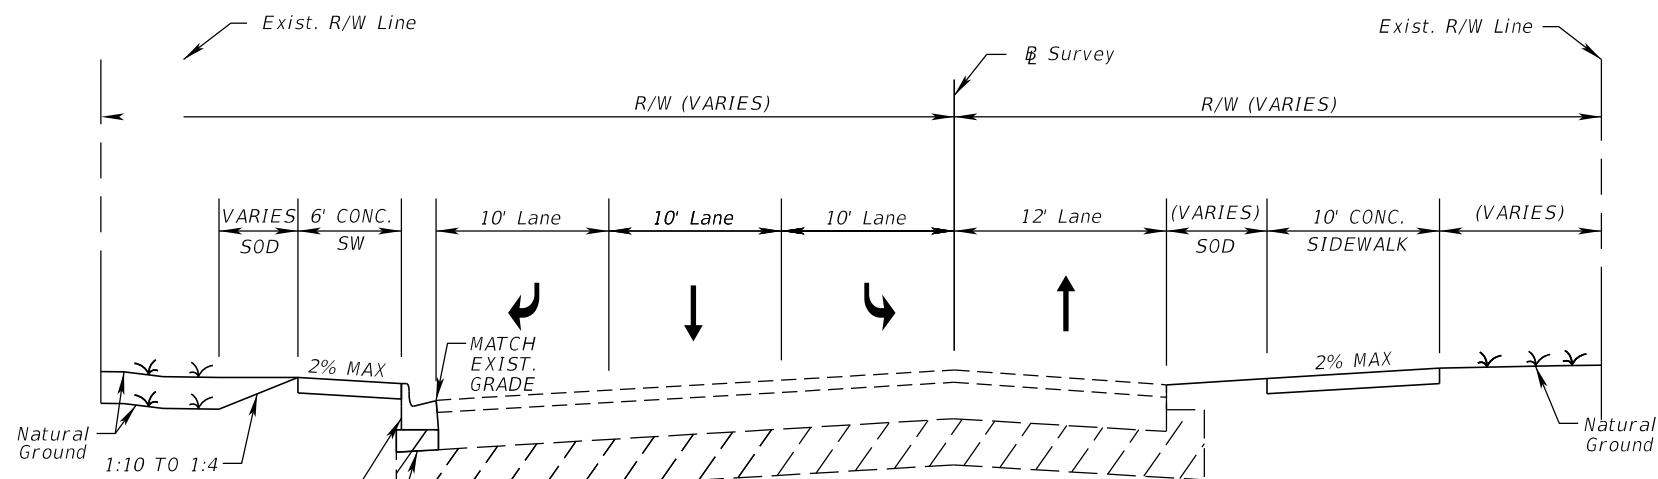 Exist. R/W Line
Exist. R/W Line
BL Survey
R/W (VARIES)
R/W (VARIES)
VARIES
SOD
6' CONC.
SW
10' Lane
10' Lane
10' Lane
12' Lane
(VARIES)
SOD
10' CONC.
SIDEWALK
(VARIES)
MATCH
EXIST.
GRADE
2% MAX
2% MAX
Natural
Ground
1:10 TO 1:4
Natural
Ground